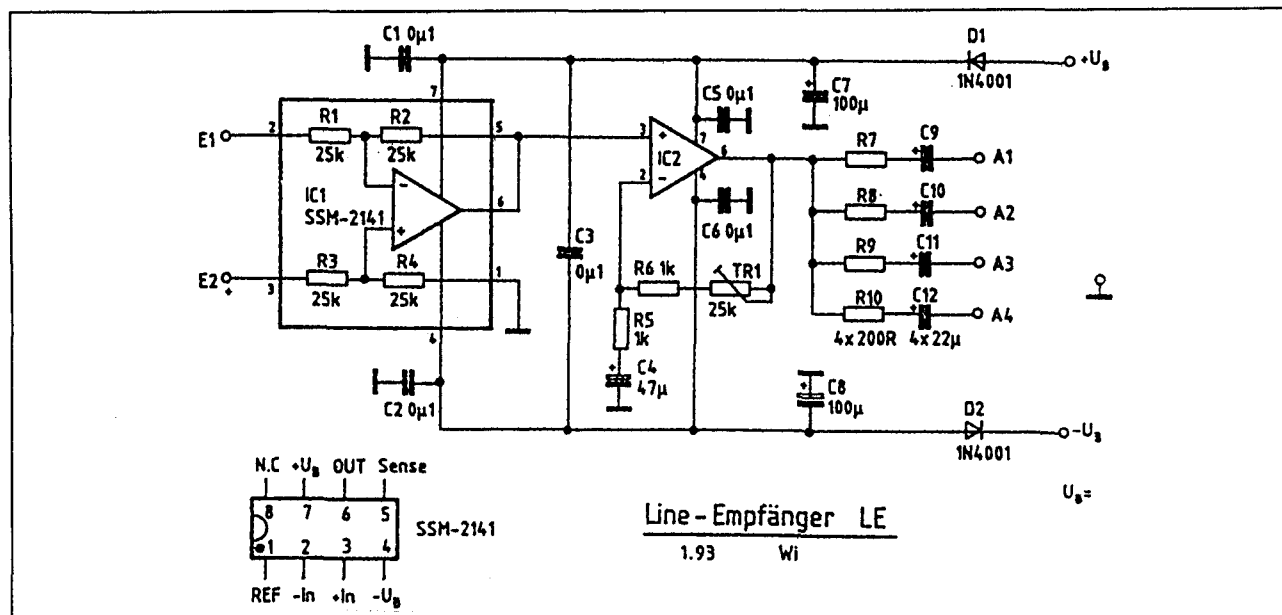 C1 0µ1
D1
+U_B
1N4001
C7
100µ
C5 0µ1
7
E1
2
R1
25k
R2
25k
5
3
+
IC2
7
6
2
-
4
R7
C9
+
A1
IC1
SSM-2141
-
+
6
C6 0µ1
R8
C10
+
A2
C3
0µ1
R9
C11
+
A3
E2
+
3
R3
25k
R4
25k
1
R6 1k
TR1
25k
R10
C12
+
A4
4x200R
4x22µ
R5
1k
4
+
C4
47µ
C2 0µ1
+
C8
100µ
D2
-U_B
1N4001
N.C +U_B OUT Sense
8 7 6 5
SSM-2141
1 2 3 4
REF -In +In -U_B
U_B=
Line-Empfänger LE
1.93 Wi